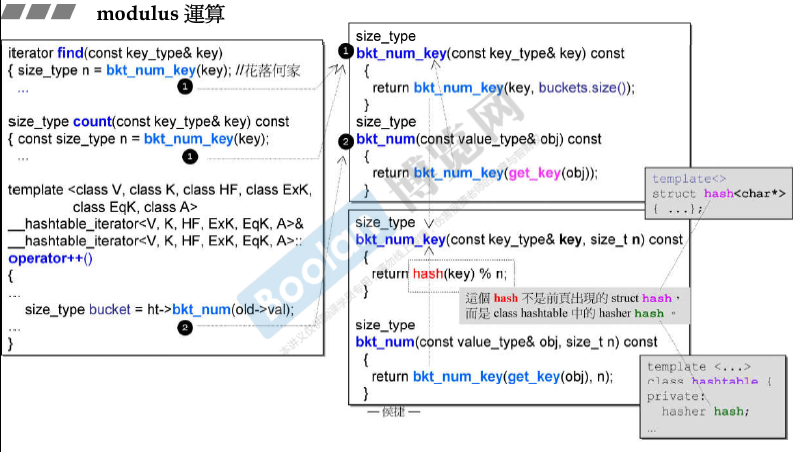 modulus 運算
iterator find(const key_type& key)
{ size_type n = bkt_num_key(key); //花落何家
1
...
size_type count(const key_type& key) const
{ const size_type n = bkt_num_key(key);
1
...
template <class V, class K, class HF, class ExK,
class EqK, class A>
__hashtable_iterator<V, K, HF, ExK, EqK, A>&
__hashtable_iterator<V, K, HF, ExK, EqK, A>::
operator++()
{
...
size_type bucket = ht->bkt_num(old->val);
...
2
}
size_type
1
bkt_num_key(const key_type& key) const
{
return bkt_num_key(key, buckets.size());
}
size_type
2
bkt_num(const value_type& obj) const
{
return bkt_num_key(get_key(obj));
}
size_type
bkt_num_key(const key_type& key, size_t n) const
{
return hash(key) % n;
}
size_type
bkt_num(const value_type& obj, size_t n) const
{
return bkt_num_key(get_key(obj), n);
}
template<>
struct hash<char*>
{ ...};
這個 hash 不是前頁出現的 struct hash，
而是 class hashtable 中的 hasher hash 。
template <...>
class hashtable {
private:
hasher hash;
...
— 侯捷 —
Boolan
博览网